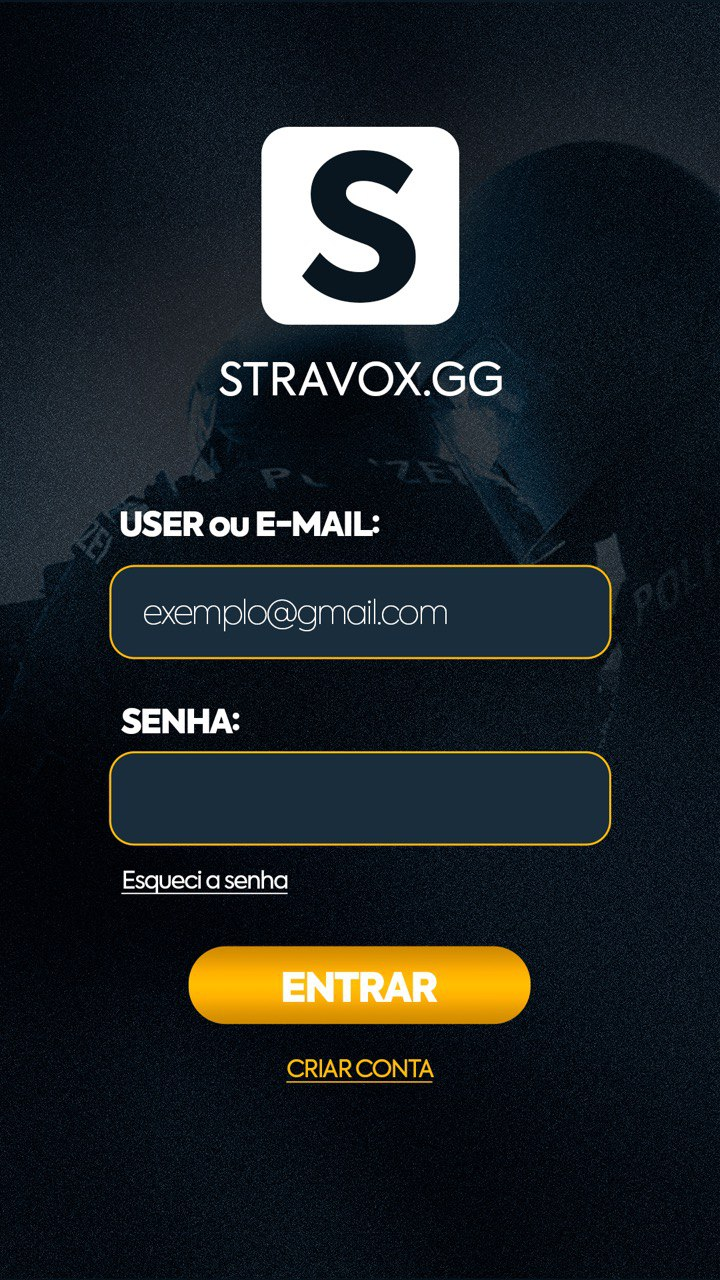 S
STRAVOX.GG
USER ou E-MAIL:
exemplo@gmail.com
SENHA:
Esqueci a senha
ENTRAR
CRIAR CONTA